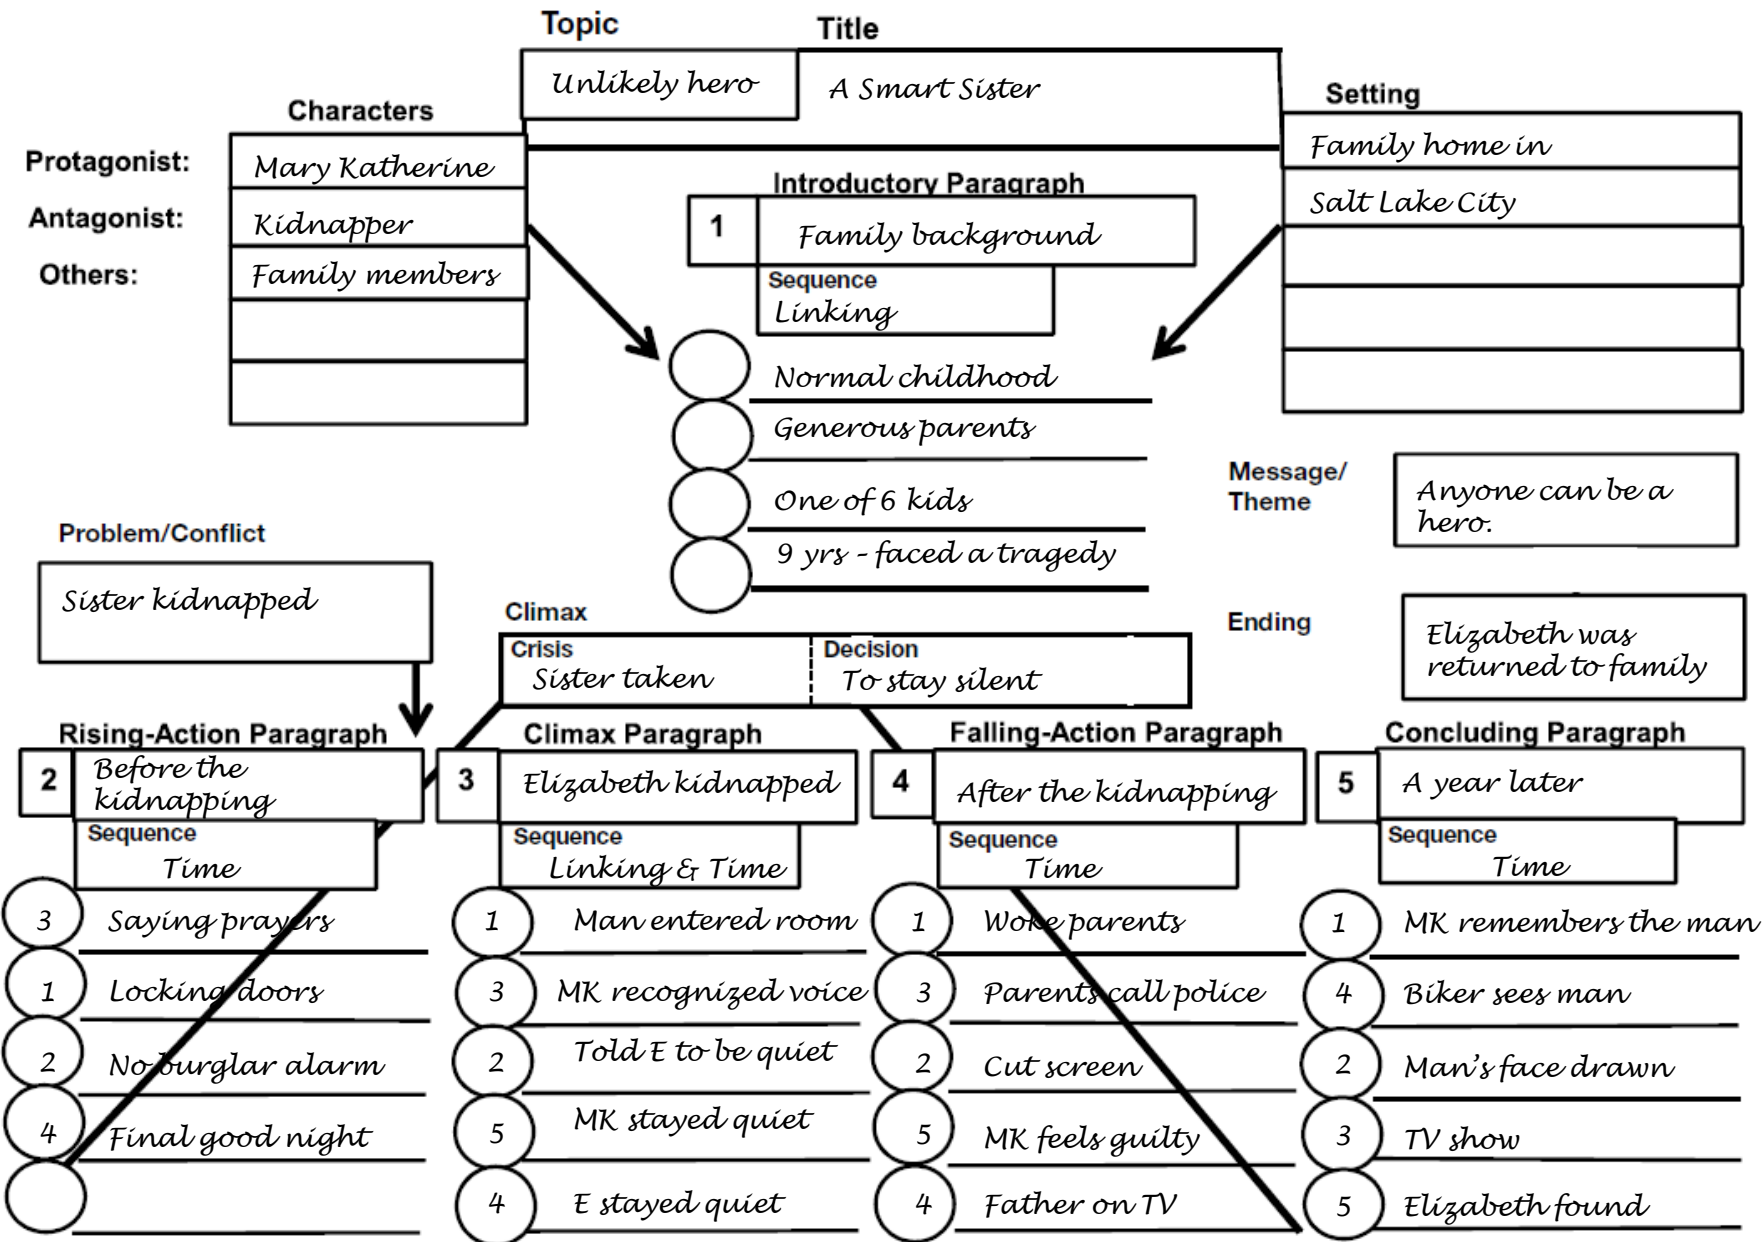 Topic
Title
Unlikely hero
A Smart Sister
Characters
Setting
Protagonist:
Mary Katherine
Family home in
Antagonist:
Kidnapper
Salt Lake City
Others:
Family members
Introductory Paragraph
1
Family background
Sequence
Linking
Normal childhood
Generous parents
One of 6 kids
9 yrs – faced a tragedy
Message/
Theme
Anyone can be a
hero.
Problem/Conflict
Sister kidnapped
Climax
Crisis
Sister taken
Decision
To stay silent
Ending
Elizabeth was
returned to family
Rising-Action Paragraph
2
Before the
kidnapping
Sequence
Time
3 Saying prayers
1 Locking doors
2 No burglar alarm
4 Final good night
Climax Paragraph
3
Elizabeth kidnapped
Sequence
Linking & Time
1 Man entered room
3 MK recognized voice
2 Told E to be quiet
5 MK stayed quiet
4 E stayed quiet
Falling-Action Paragraph
4
After the kidnapping
Sequence
Time
1 Woke parents
3 Parents call police
2 Cut screen
5 MK feels guilty
4 Father on TV
Concluding Paragraph
5
A year later
Sequence
Time
1 MK remembers the man
4 Biker sees man
2 Man's face drawn
3 TV show
5 Elizabeth found